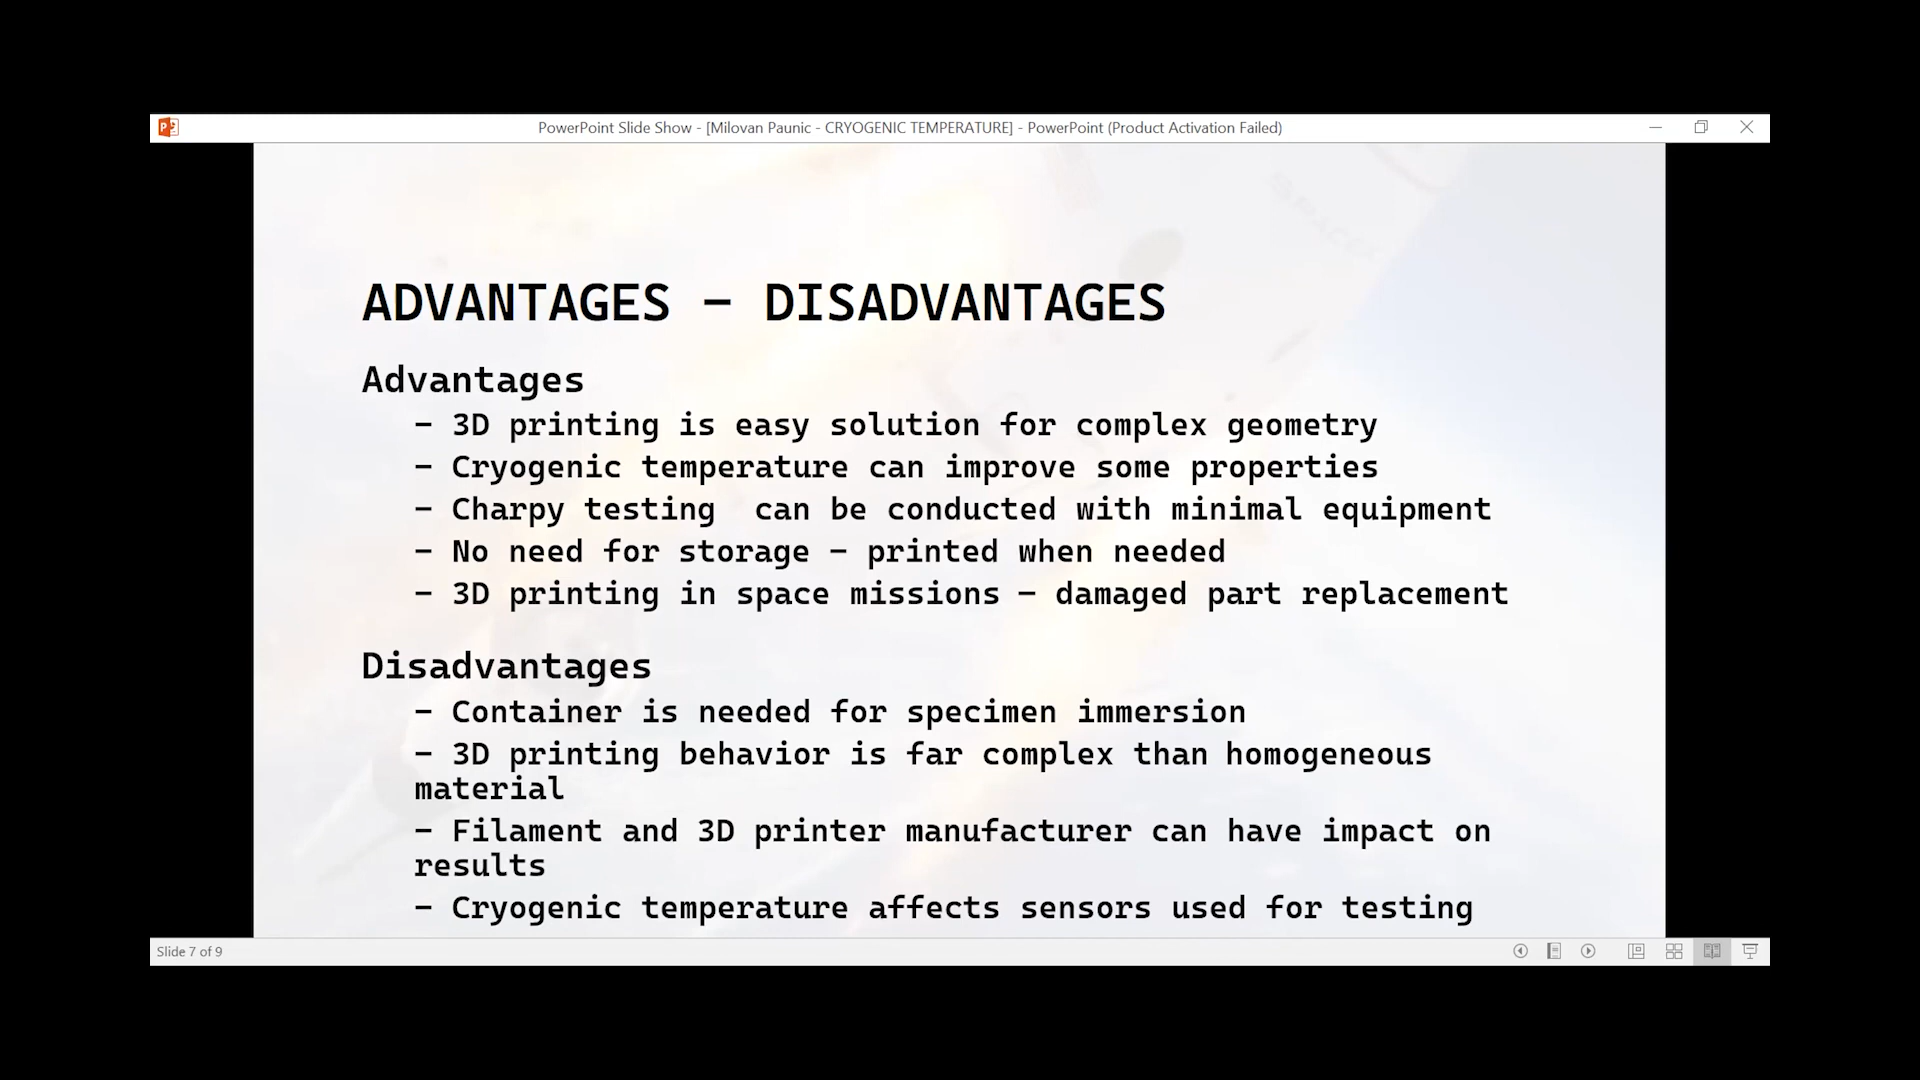 PowerPoint Slide Show - [Milovan Paunic - CRYOGENIC TEMPERATURE] - PowerPoint (Product Activation Failed)
ADVANTAGES – DISADVANTAGES
Advantages
– 3D printing is easy solution for complex geometry
– Cryogenic temperature can improve some properties
– Charpy testing  can be conducted with minimal equipment
– No need for storage – printed when needed
– 3D printing in space missions – damaged part replacement
Disadvantages
– Container is needed for specimen immersion
– 3D printing behavior is far complex than homogeneous
material
– Filament and 3D printer manufacturer can have impact on
results
– Cryogenic temperature affects sensors used for testing
Slide 7 of 9